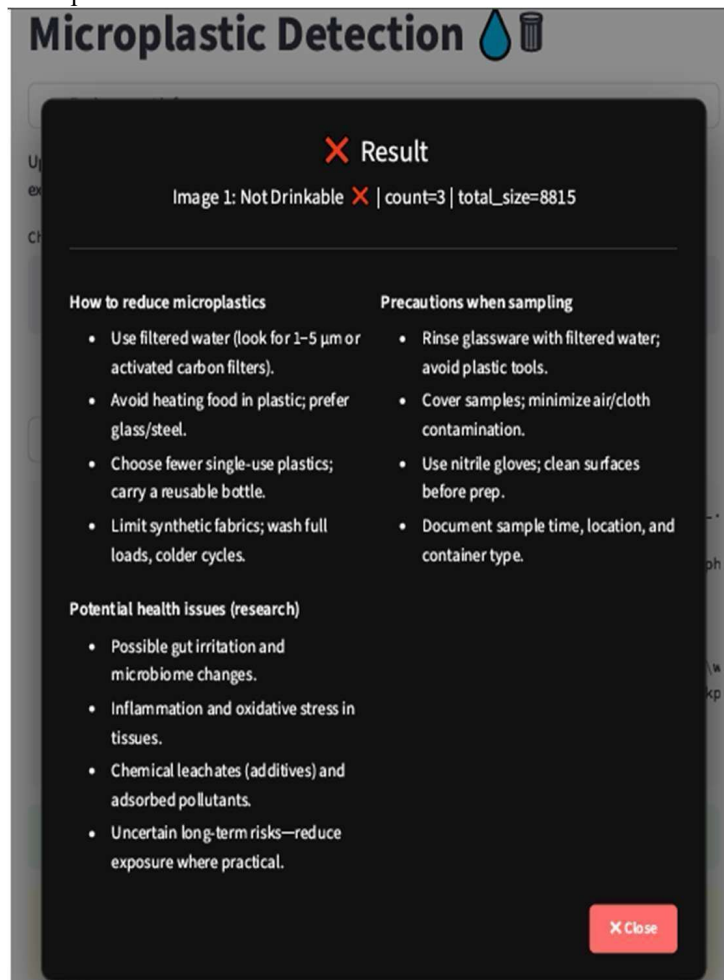 Microplastic Detection 💧🗑
Up
ex
Ch
❌ Result
Image 1: Not Drinkable ❌ | count=3 | total_size=8815
How to reduce microplastics
• Use filtered water (look for 1–5 μm or
activated carbon filters).
• Avoid heating food in plastic; prefer
glass/steel.
• Choose fewer single-use plastics;
carry a reusable bottle.
• Limit synthetic fabrics; wash full
loads, colder cycles.
Potential health issues (research)
• Possible gut irritation and
microbiome changes.
• Inflammation and oxidative stress in
tissues.
• Chemical leachates (additives) and
adsorbed pollutants.
• Uncertain long-term risks—reduce
exposure where practical.
Precautions when sampling
• Rinse glassware with filtered water;
avoid plastic tools.
• Cover samples; minimize air/cloth
contamination.
• Use nitrile gloves; clean surfaces
before prep.
• Document sample time, location, and
container type.
ph
\w
kp
✕ Close